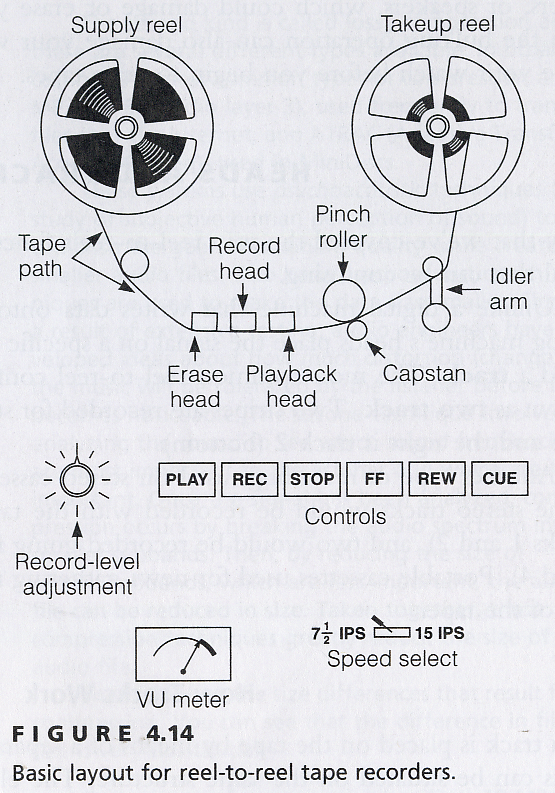 Supply reel
Takeup reel
Pinch
roller
Tape
path
Record
head
Idler
arm
Erase
head
Playback
head
Capstan
PLAY REC STOP FF REW CUE
Controls
Record-level
adjustment
7½ IPS 15 IPS
Speed select
VU meter
FIGURE 4.14
Basic layout for reel-to-reel tape recorders.